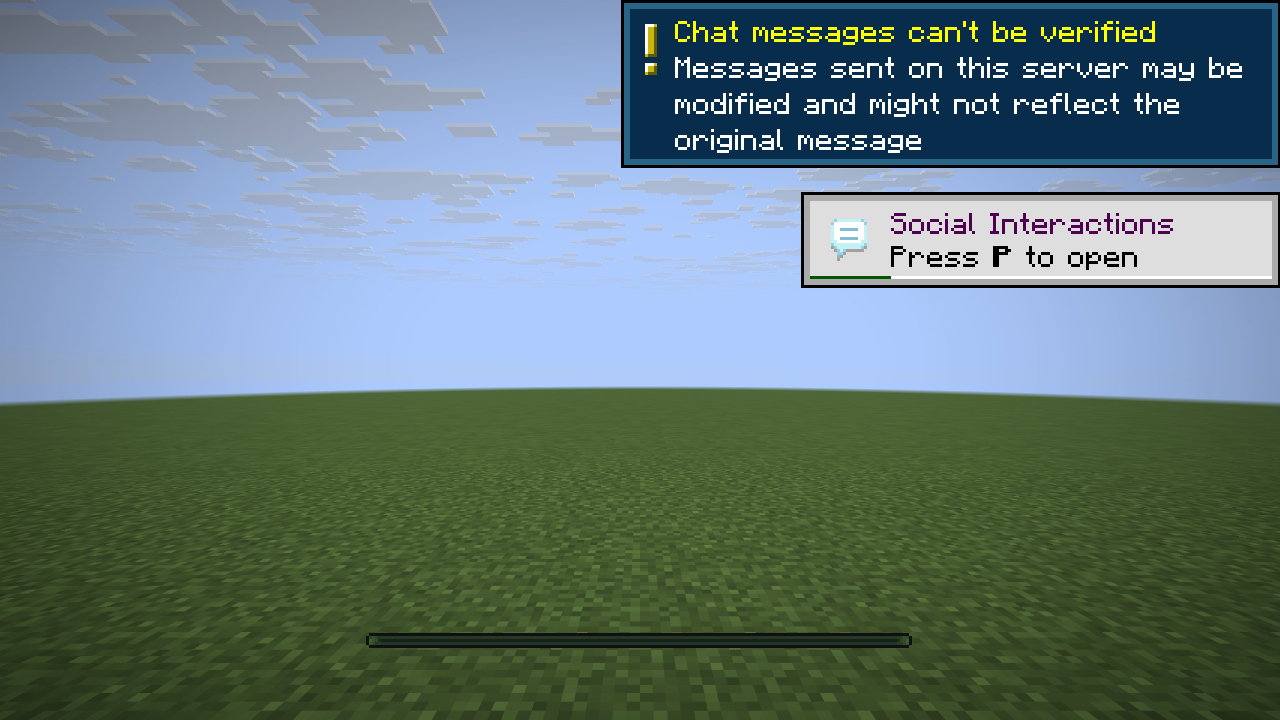 Chat messages can't be verified
Messages sent on this server may be
modified and might not reflect the
original message
Social Interactions
Press P to open